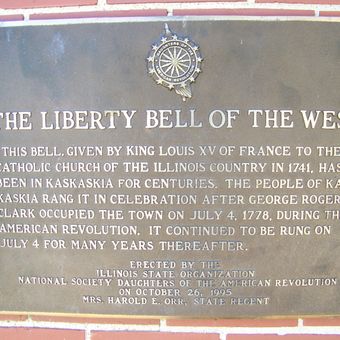 THE LIBERTY BELL OF THE WES
THIS BELL, GIVEN BY KING LOUIS XV OF FRANCE TO THE
CATHOLIC CHURCH OF THE ILLINOIS COUNTRY IN 1741, HAS
BEEN IN KASKASKIA FOR CENTURIES. THE PEOPLE OF KA
KASKIA RANG IT IN CELEBRATION AFTER GEORGE ROGER
CLARK OCCUPIED THE TOWN ON JULY 4, 1778, DURING TH
AMERICAN REVOLUTION. IT CONTINUED TO BE RUNG ON
JULY 4 FOR MANY YEARS THEREAFTER.
ERECTED BY THE
ILLINOIS STATE ORGANIZATION
NATIONAL SOCIETY DAUGHTERS OF THE AMERICAN REVOLUTION
ON OCTOBER 26, 1995
MRS. HAROLD E. ORR, STATE REGENT